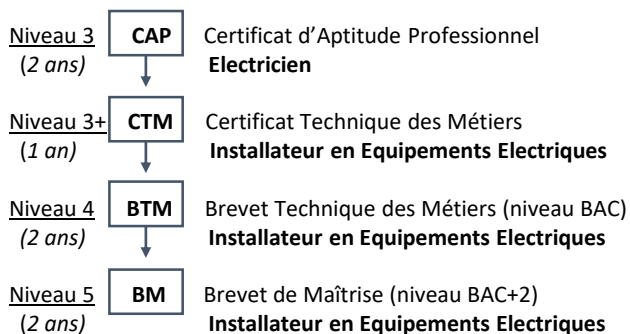 Niveau 3 CAP Certificat d’Aptitude Professionnel
(2 ans) Electricien
Niveau 3+ CTM Certificat Technique des Métiers
(1 an) Installateur en Equipements Electriques
Niveau 4 BTM Brevet Technique des Métiers (niveau BAC)
(2 ans) Installateur en Equipements Electriques
Niveau 5 BM Brevet de Maîtrise (niveau BAC+2)
(2 ans) Installateur en Equipements Electriques